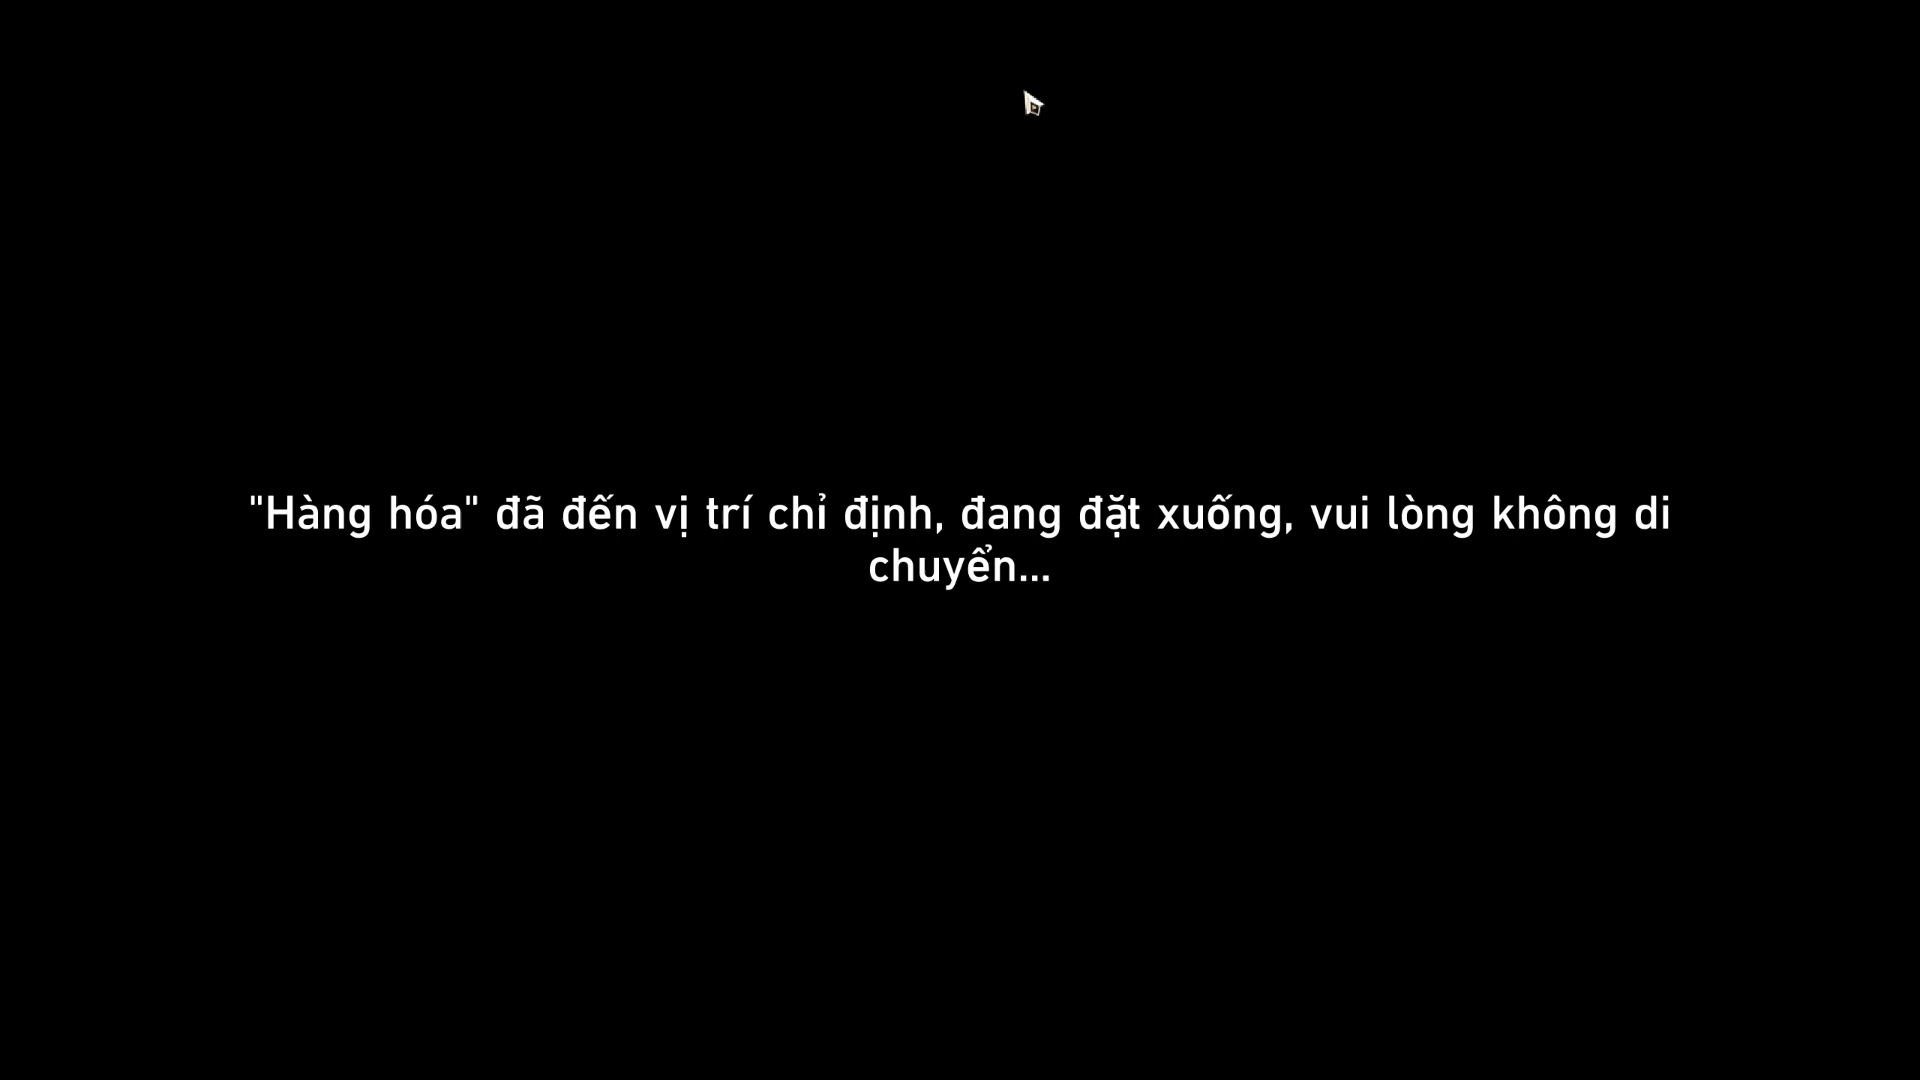 "Hàng hóa" đã đến vị trí chỉ định, đang đặt xuống, vui lòng không di
chuyển...